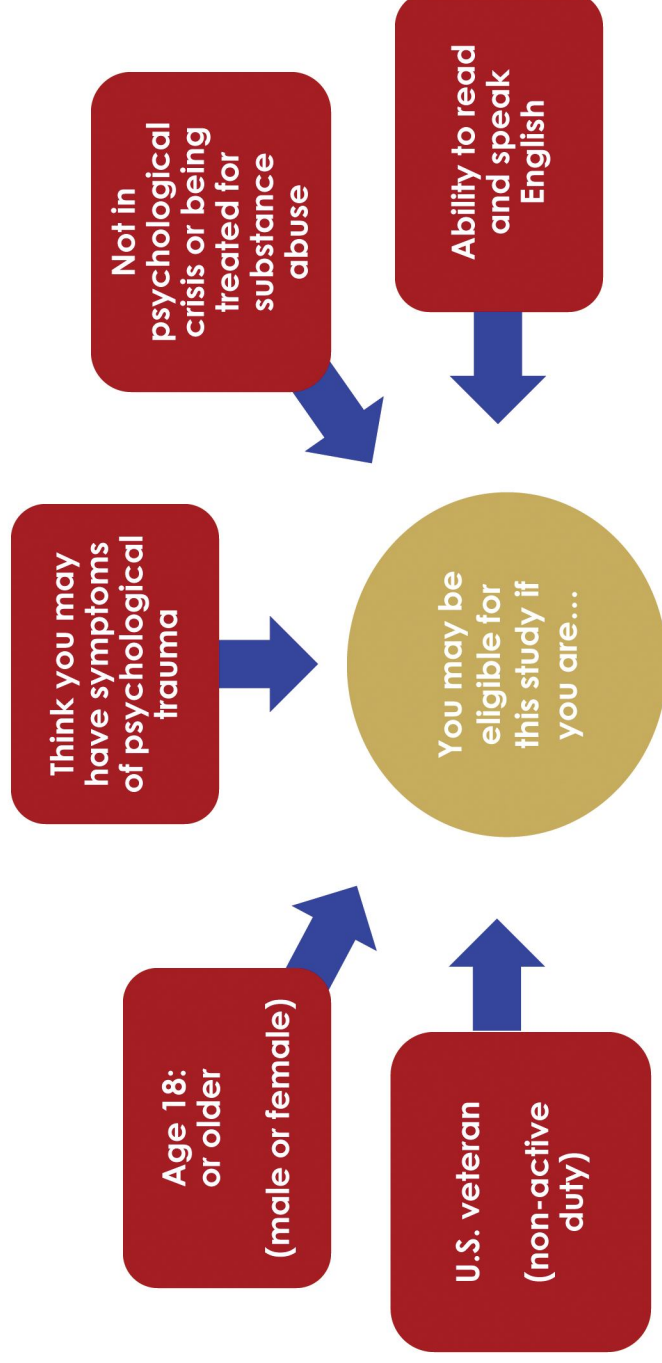 U.S. veteran
(non-active
duty)
Age 18:
or older
(male or female)
Think you may
have symptoms
of psychological
trauma
Not in
psychological
crisis or being
treated for
substance
abuse
Ability to read
and speak
English
You may be
eligible for
this study if
you are...